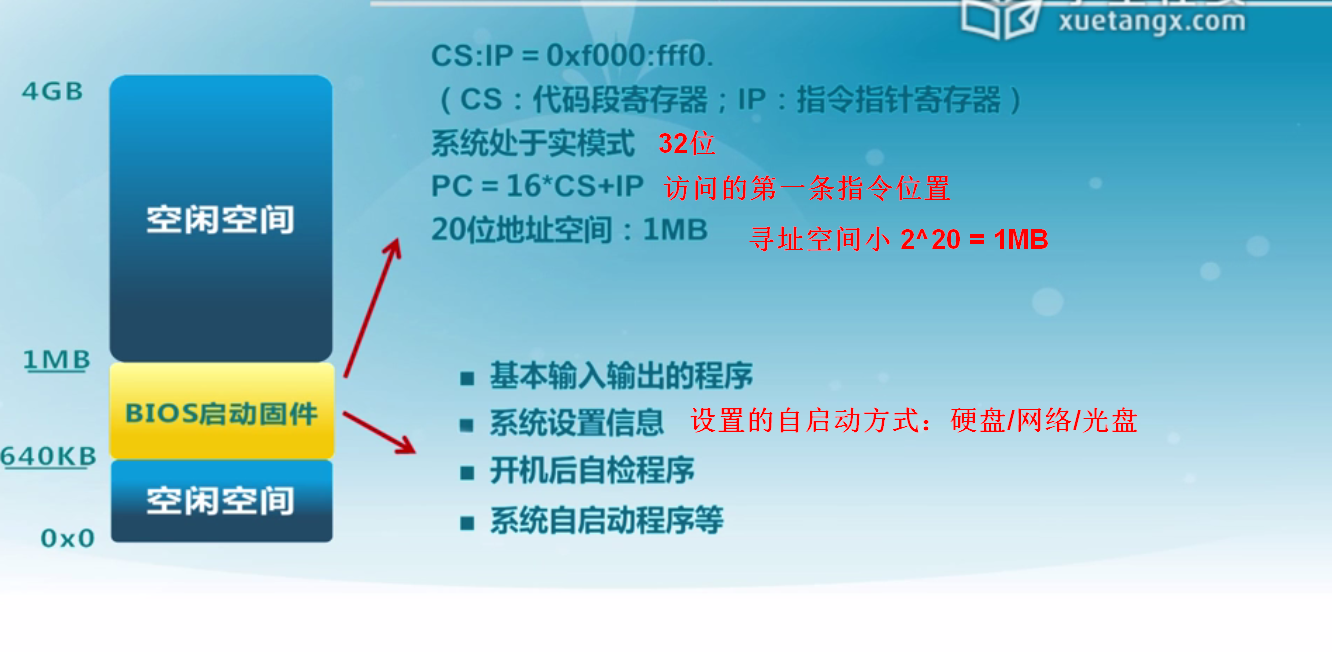 xuetangx.com
CS:IP = 0xf000:fff0.
（CS：代码段寄存器；IP：指令指针寄存器）
系统处于实模式 32位
PC = 16*CS+IP 访问的第一条指令位置
20位地址空间：1MB 寻址空间小 2^20 = 1MB
4GB
空闲空间
1MB
BIOS启动固件
640KB
空闲空间
0x0
■ 基本输入输出的程序
■ 系统设置信息 设置的自启动方式：硬盘/网络/光盘
■ 开机后自检程序
■ 系统自启动程序等